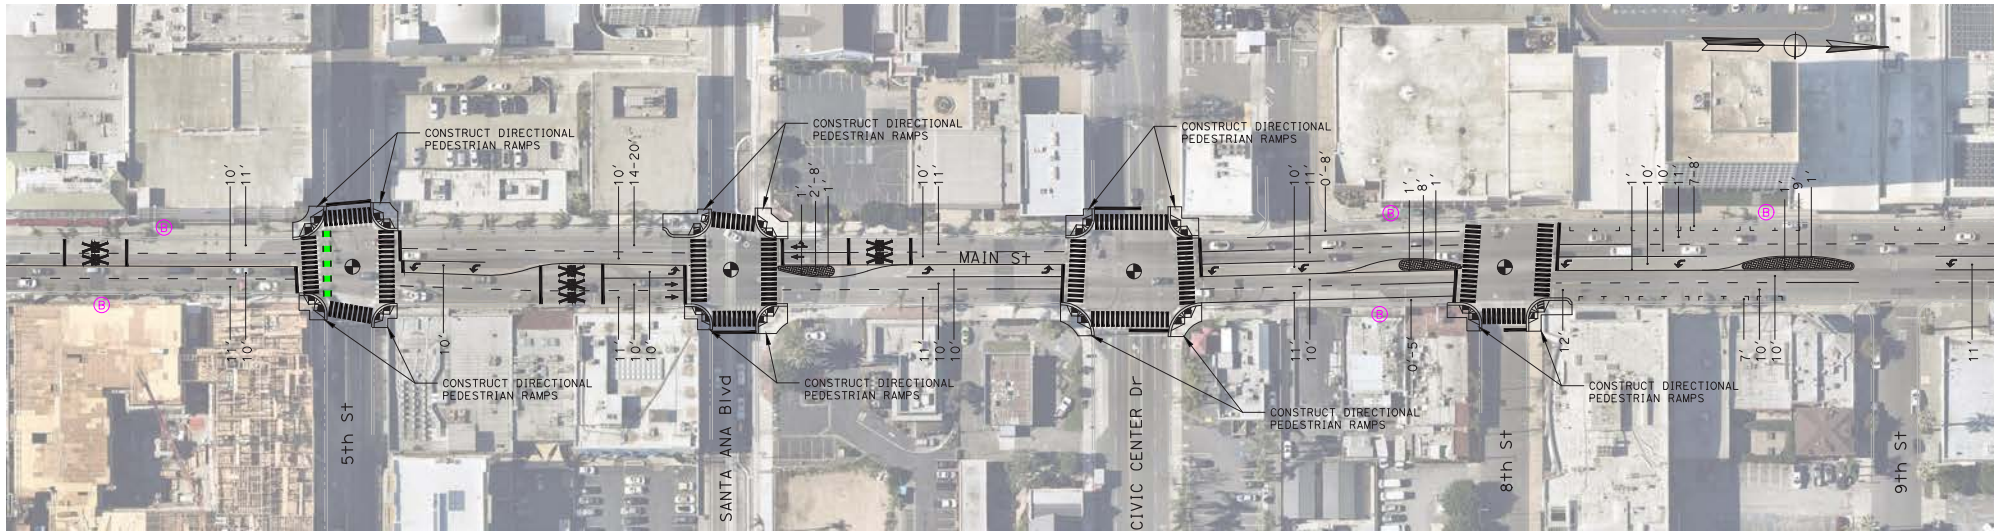 CONSTRUCT DIRECTIONAL
PEDESTRIAN RAMPS
CONSTRUCT DIRECTIONAL
PEDESTRIAN RAMPS
CONSTRUCT DIRECTIONAL
PEDESTRIAN RAMPS
10'
11'
10'
14-20'
1'
2'-8'
1'
10'
11'
10'
11'
0'-8'
1'
8'
1'
1'
10'
10'
11'
7-8'
1'
9'
1'
B
B
B
MAIN St
B
B
11'
10'
10'
11'
10'
10'
11'
10'
10'
11'
10'
0'-5'
12'
7'
10'
10'
11'
CONSTRUCT DIRECTIONAL
PEDESTRIAN RAMPS
CONSTRUCT DIRECTIONAL
PEDESTRIAN RAMPS
CONSTRUCT DIRECTIONAL
PEDESTRIAN RAMPS
CONSTRUCT DIRECTIONAL
PEDESTRIAN RAMPS
5th St
SANTA ANA Blvd
CIVIC CENTER Dr
8th St
9th St